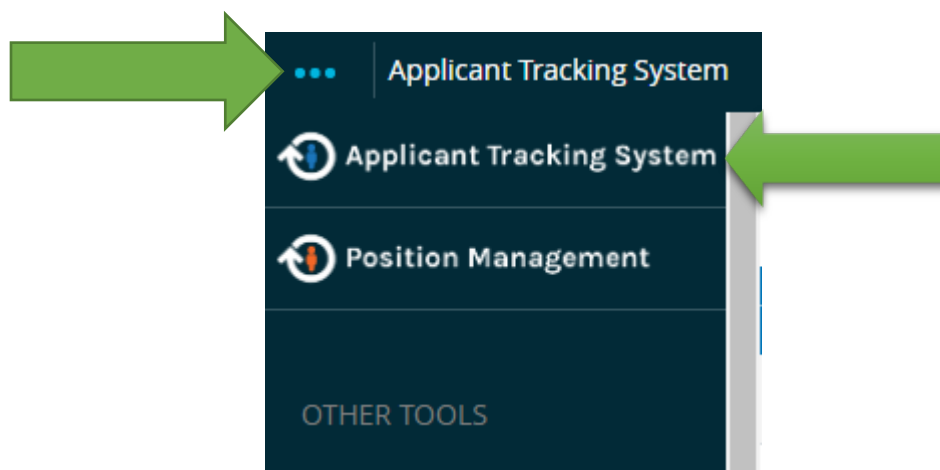 Applicant Tracking System
Applicant Tracking System
Position Management
OTHER TOOLS